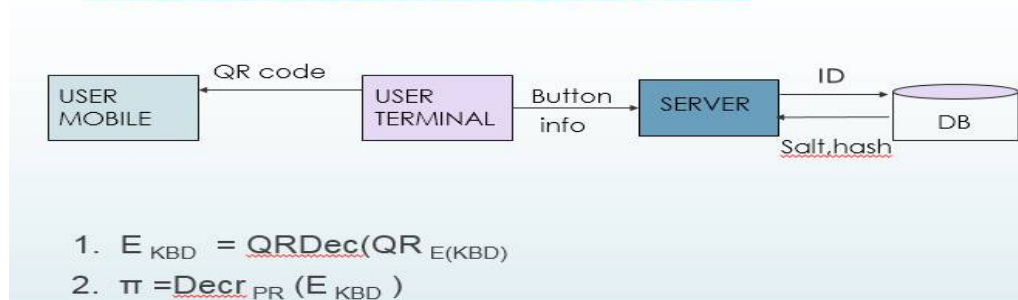 QR code
USER
MOBILE
USER
TERMINAL
Button
info
SERVER
ID
DB
Salt,hash
1. E KBD = QRDec(QR E(KBD)
2. π =Decr PR (E KBD )